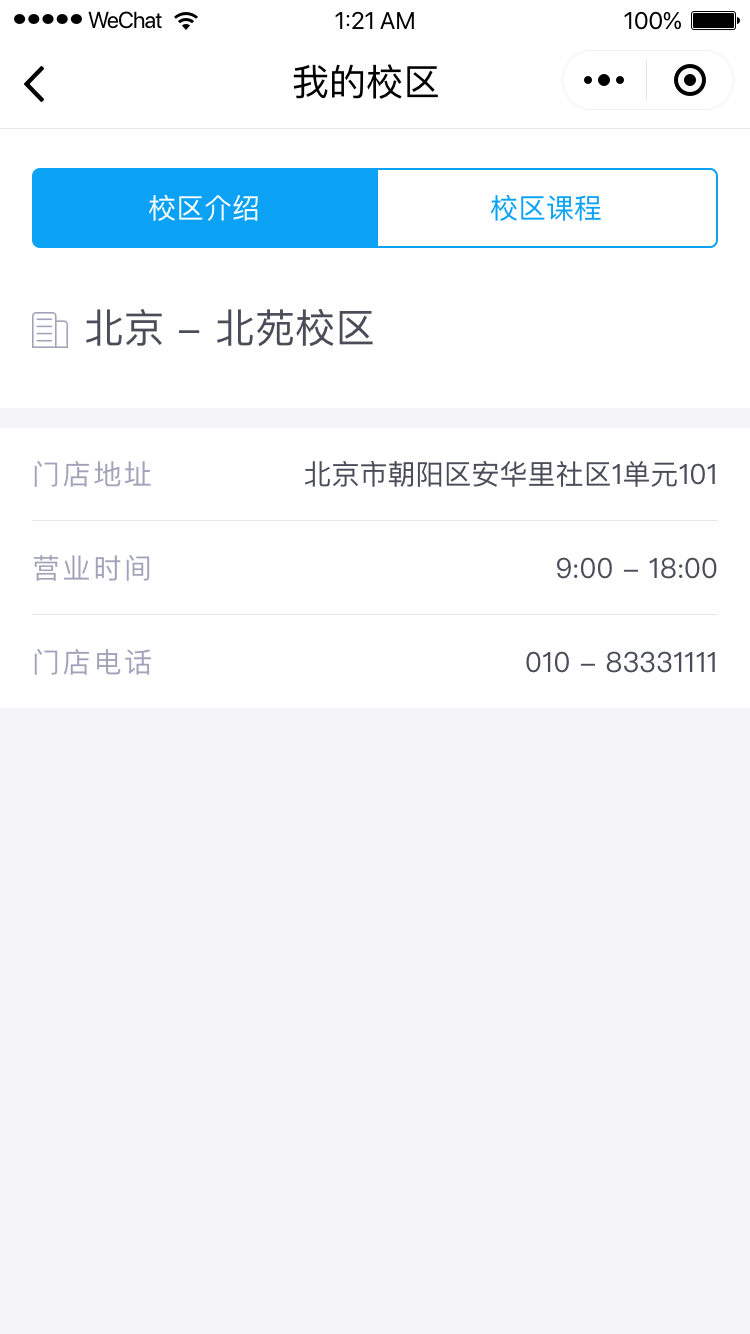 WeChat 1:21 AM 100%
我的校区
校区介绍 校区课程
北京 – 北苑校区
门店地址 北京市朝阳区安华里社区1单元101
营业时间 9:00 – 18:00
门店电话 010 – 83331111